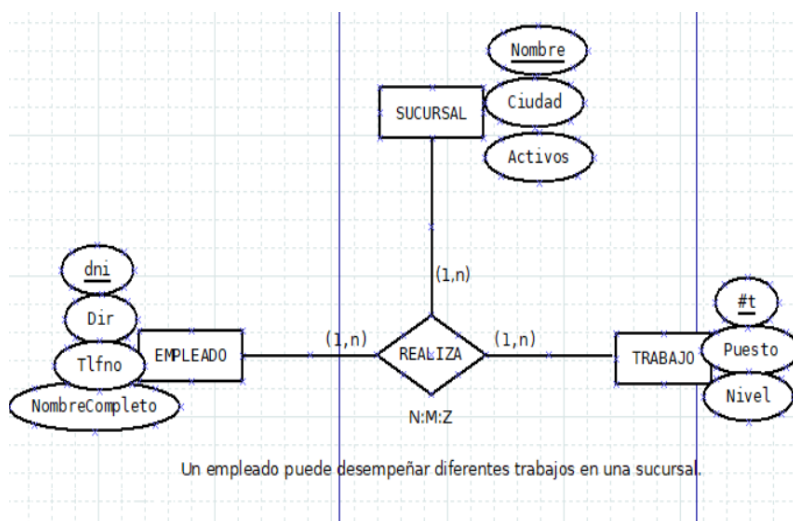 Nombre
Ciudad
SUCURSAL
Activos
(1,n)
dni
Dir
Tlfno
EMPLEADO
NombreCompleto
(1,n)
REALIZA
(1,n)
N:M:Z
#t
TRABAJO
Puesto
Nivel
Un empleado puede desempeñar diferentes trabajos en una sucursal.